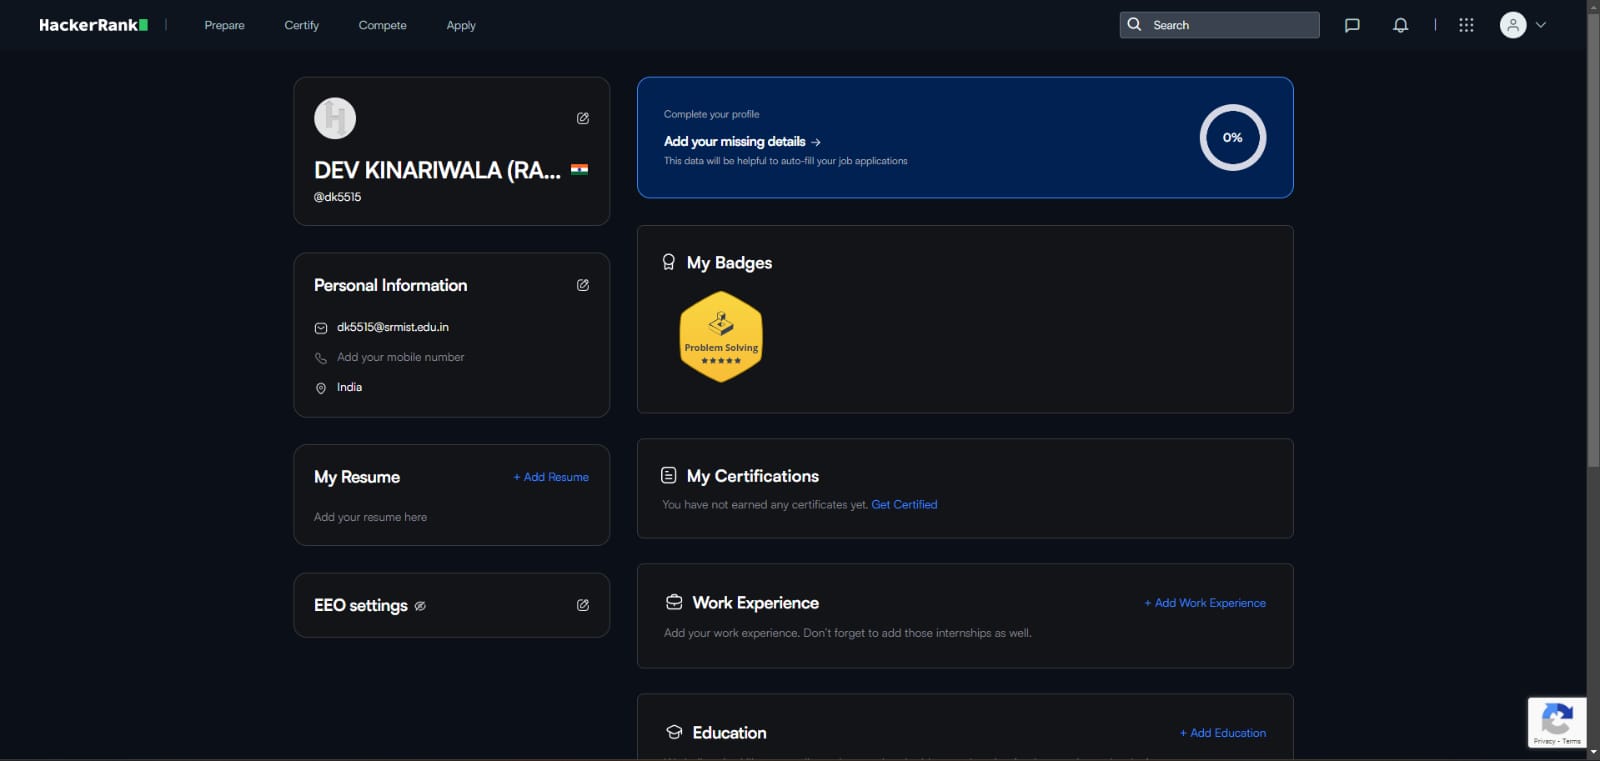 HackerRank
Prepare
Certify
Compete
Apply
Search
DEV KINARIWALA (RA...
@dk5515
Personal Information
dk5515@srmist.edu.in
Add your mobile number
India
My Resume
+ Add Resume
Add your resume here
EEO settings
Complete your profile
Add your missing details →
This data will be helpful to auto-fill your job applications
0%
My Badges
Problem Solving
★★★★★
My Certifications
You have not earned any certificates yet. Get Certified
Work Experience
+ Add Work Experience
Add your work experience. Don't forget to add those internships as well.
Education
+ Add Education
Privacy - Terms